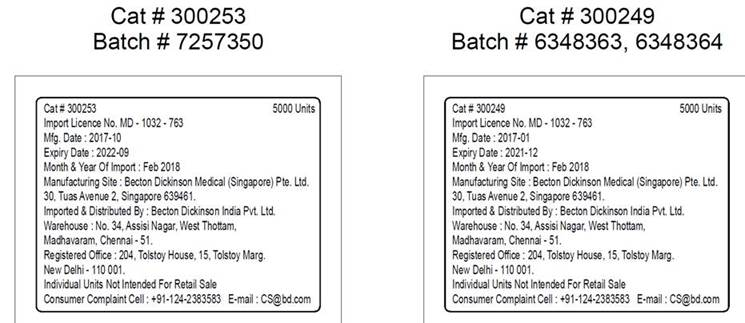 Cat # 300253
Batch # 7257350
Cat # 300253 5000 Units
Import Licence No. MD - 1032 - 763
Mfg. Date : 2017-10
Expiry Date : 2022-09
Month & Year Of Import : Feb 2018
Manufacturing Site : Becton Dickinson Medical (Singapore) Pte. Ltd.
30, Tuas Avenue 2, Singapore 639461.
Imported & Distributed By : Becton Dickinson India Pvt. Ltd.
Warehouse : No. 34, Assisi Nagar, West Thottam,
Madhavaram, Chennai - 51.
Registered Office : 204, Tolstoy House, 15, Tolstoy Marg.
New Delhi - 110 001.
Individual Units Not Intended For Retail Sale
Consumer Complaint Cell : +91-124-2383583 E-mail : CS@bd.com
Cat # 300249
Batch # 6348363, 6348364
Cat # 300249 5000 Units
Import Licence No. MD - 1032 - 763
Mfg. Date : 2017-01
Expiry Date : 2021-12
Month & Year Of Import : Feb 2018
Manufacturing Site : Becton Dickinson Medical (Singapore) Pte. Ltd.
30, Tuas Avenue 2, Singapore 639461.
Imported & Distributed By : Becton Dickinson India Pvt. Ltd.
Warehouse : No. 34, Assisi Nagar, West Thottam,
Madhavaram, Chennai - 51.
Registered Office : 204, Tolstoy House, 15, Tolstoy Marg.
New Delhi - 110 001.
Individual Units Not Intended For Retail Sale
Consumer Complaint Cell : +91-124-2383583 E-mail : CS@bd.com